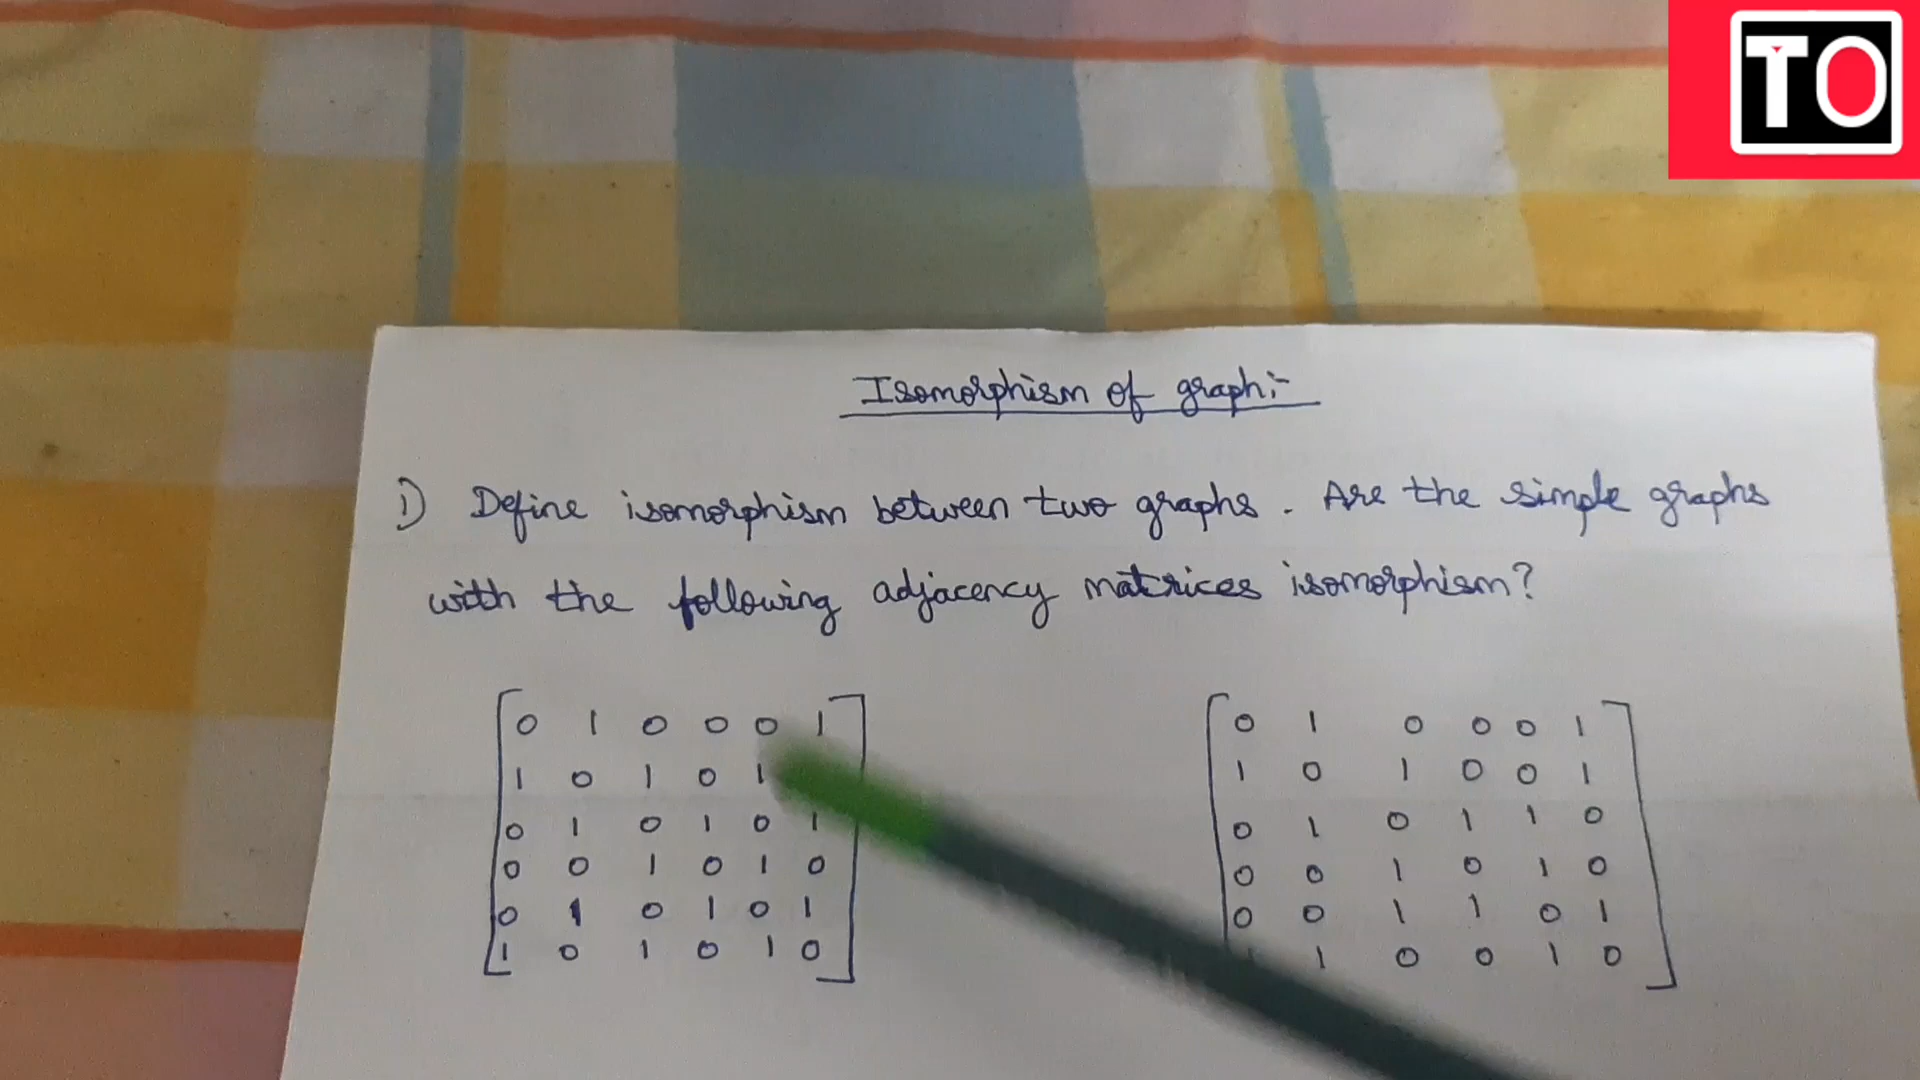 TO
Isomorphism of graph:-
1) Define isomorphism between two graphs. Are the simple graphs
with the following adjacency matrices isomorphism?
0 1 0 0 0 1
1 0 1 0 1
0 1 0 1 0 1
0 0 1 0 1 0
0 1 0 1 0 1
1 0 1 0 1 0
0 1 0 0 0 1
1 0 1 0 0 1
0 1 0 1 1 0
0 0 1 0 1 0
0 0 1 1 0 1
1 0 0 1 0